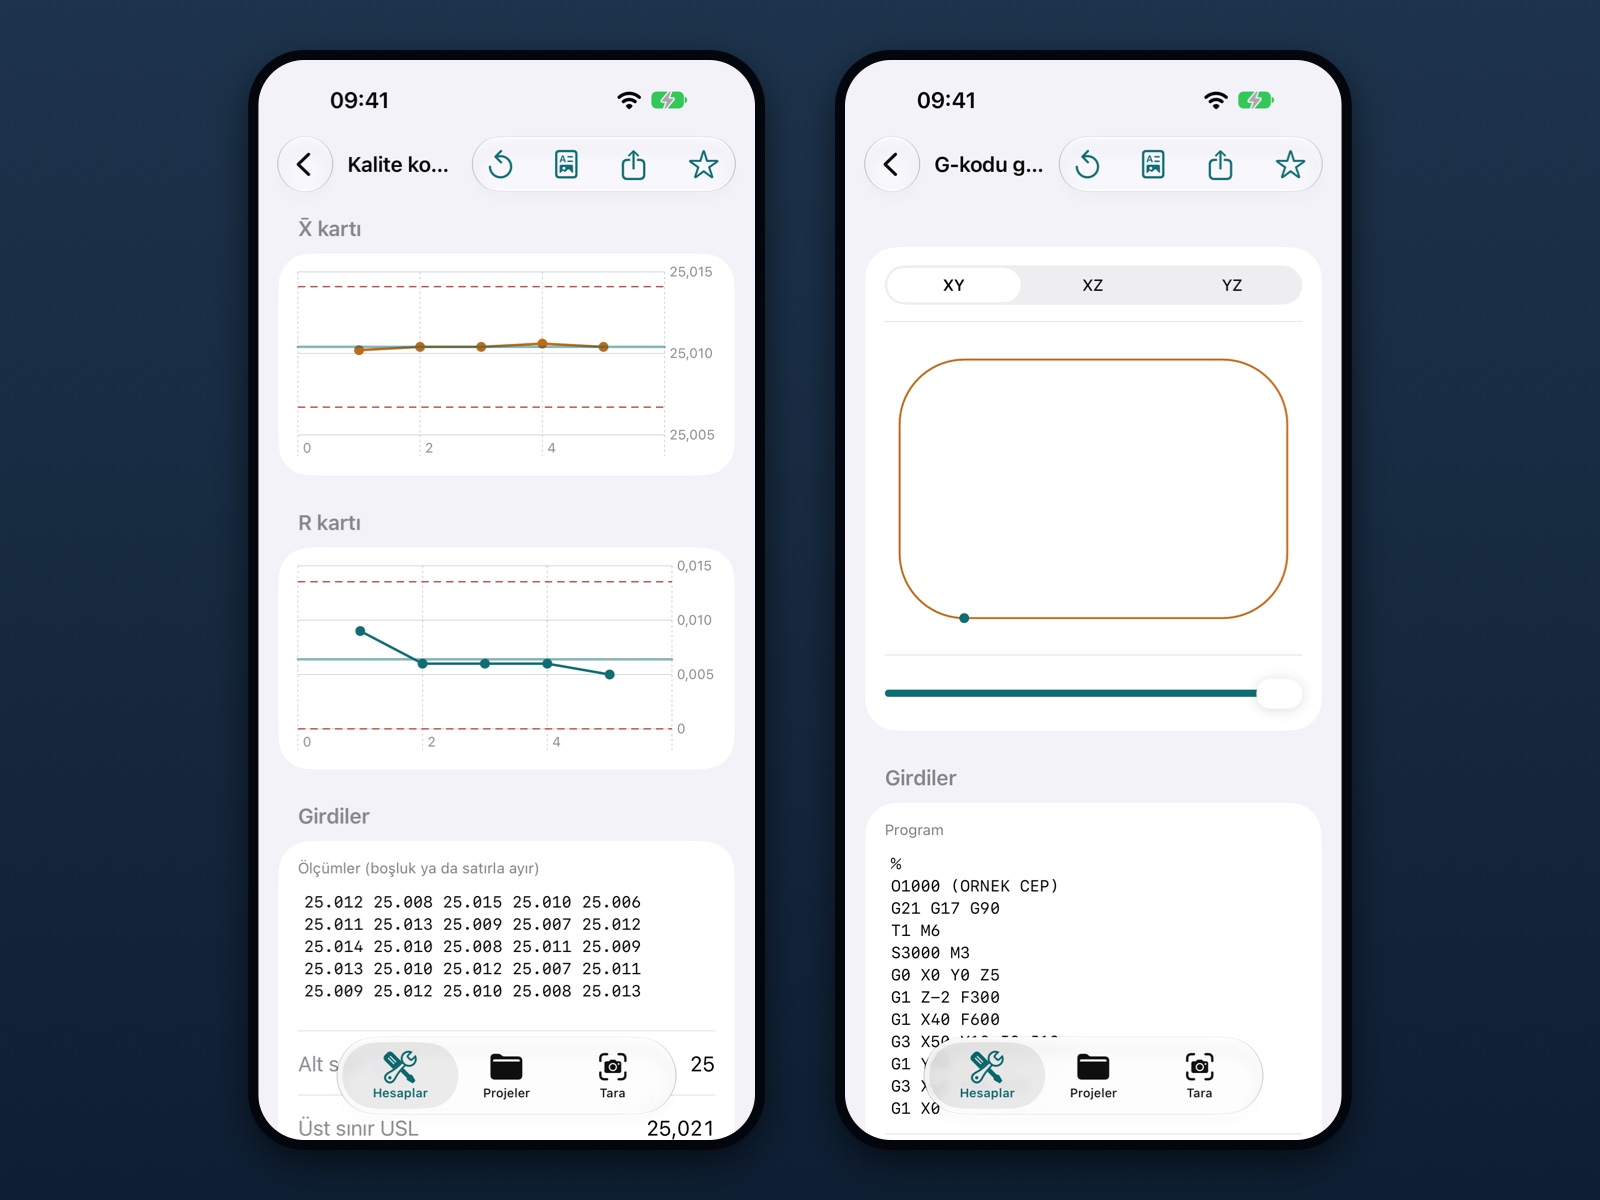 09:41
Kalite ko...
X̄ kartı
25,015
25,010
25,005
0 2 4
R kartı
0,015
0,010
0,005
0
0 2 4
Girdiler
Ölçümler (boşluk ya da satırla ayır)
25.012 25.008 25.015 25.010 25.006
25.011 25.013 25.009 25.007 25.012
25.014 25.010 25.008 25.011 25.009
25.013 25.010 25.012 25.007 25.011
25.009 25.012 25.010 25.008 25.013
Alt 25
Hesaplar Projeler Tara
Üst sınır USL 25,021
09:41
G-kodu g...
XY XZ YZ
Girdiler
Program
%
O1000 (ORNEK CEP)
G21 G17 G90
T1 M6
S3000 M3
G0 X0 Y0 Z5
G1 Z-2 F300
G1 X40 F600
G3 X50
G1
G3
G1 X0
Hesaplar Projeler Tara